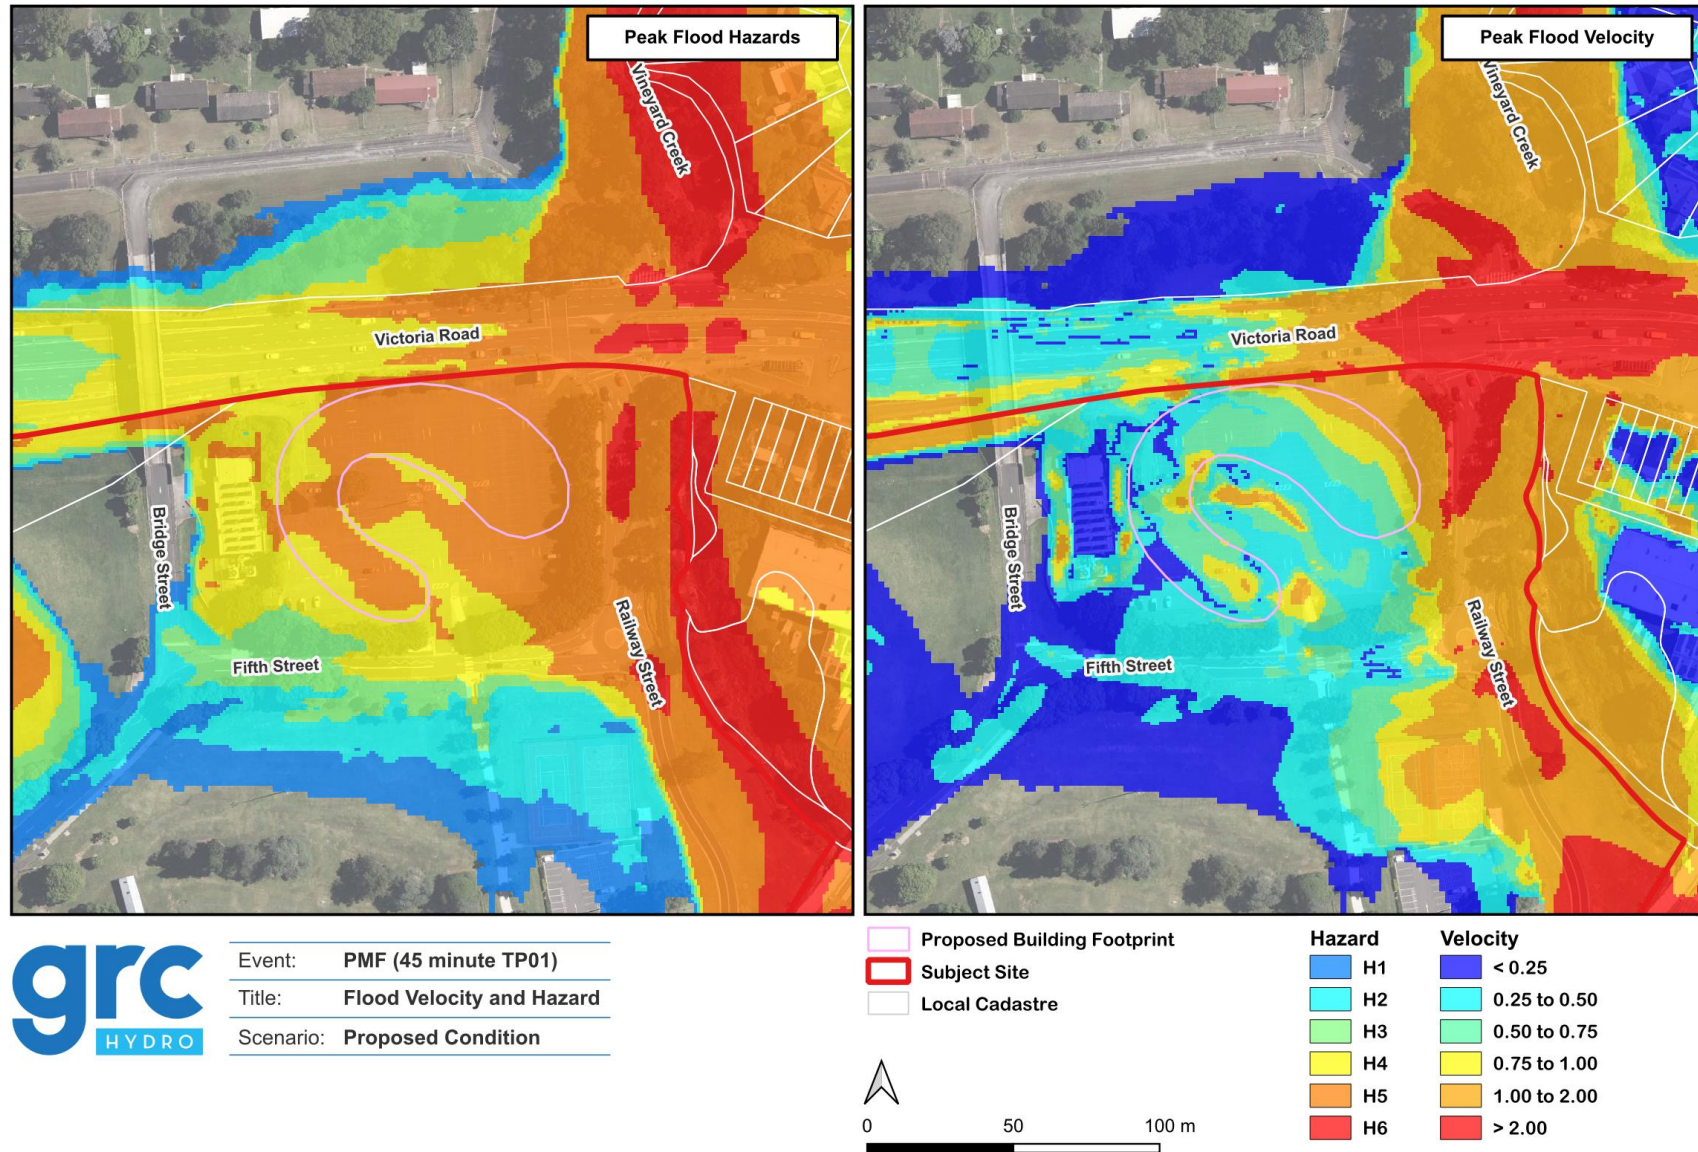 Peak Flood Hazards
Peak Flood Velocity
Vineyard Creek
Vineyard Creek
Victoria Road
Victoria Road
Bridge Street
Bridge Street
Fifth Street
Fifth Street
Railway Street
Railway Street
grc
HYDRO
Event: PMF (45 minute TP01)
Title: Flood Velocity and Hazard
Scenario: Proposed Condition
Proposed Building Footprint
Subject Site
Local Cadastre
0 50 100 m
Hazard
H1
H2
H3
H4
H5
H6
Velocity
< 0.25
0.25 to 0.50
0.50 to 0.75
0.75 to 1.00
1.00 to 2.00
> 2.00